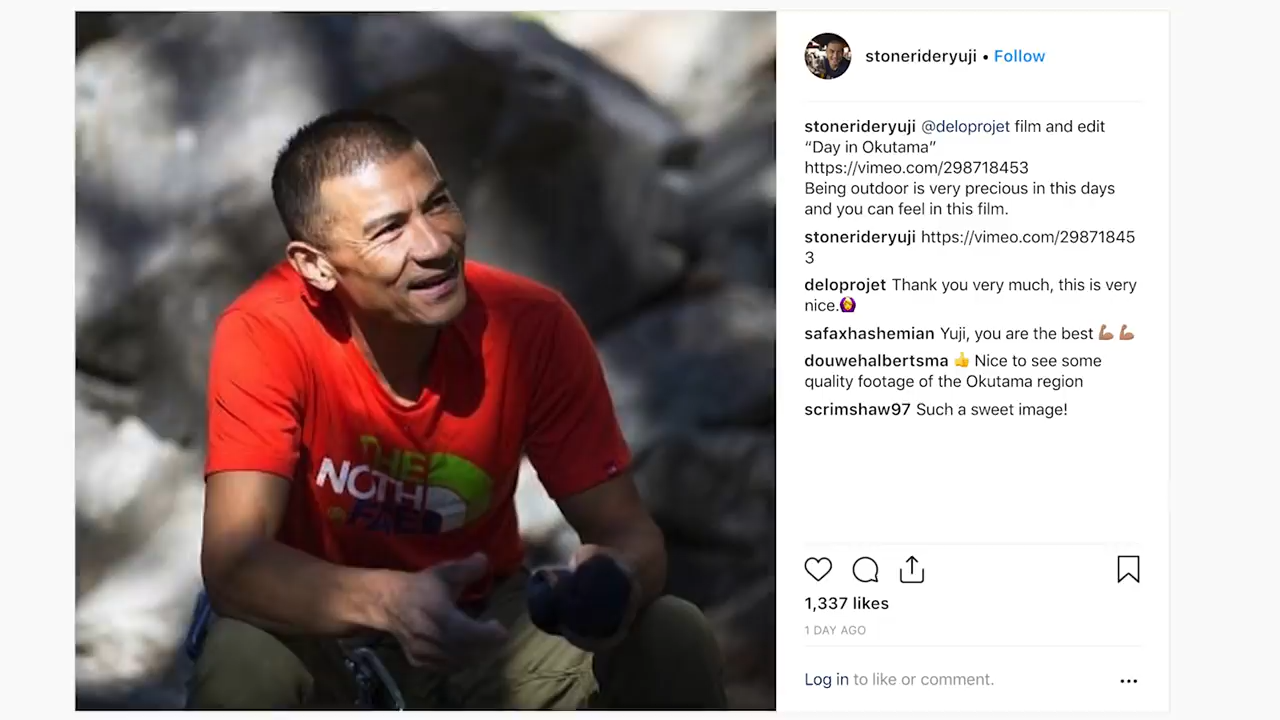 THE
NOTH
FAE
stonerideryuji • Follow
stonerideryuji @deloprojet film and edit
“Day in Okutama”
https://vimeo.com/298718453
Being outdoor is very precious in this days
and you can feel in this film.
stonerideryuji https://vimeo.com/29871845
3
deloprojet Thank you very much, this is very
nice.🙆
safaxhashemian Yuji, you are the best 💪🏽 💪🏽
douwehalbertsma 👍 Nice to see some
quality footage of the Okutama region
scrimshaw97 Such a sweet image!
1,337 likes
1 DAY AGO
Log in to like or comment.